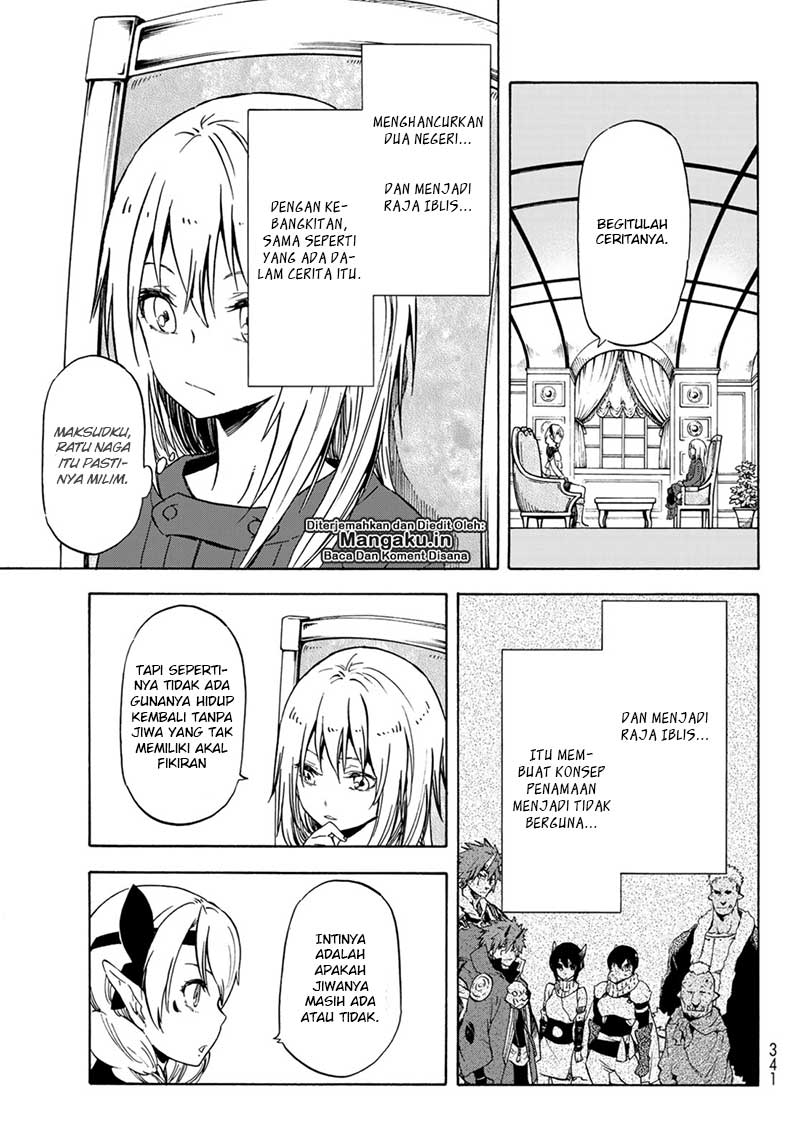 BEGITULAH
CERITANYA.
MENGHANCURKAN
DUA NEGERI...
DAN MENJADI
RAJA IBLIS...
DENGAN KE-
BANGKITAN,
SAMA SEPERTI
YANG ADA DA-
LAM CERITA ITU.
MAKSUDKU,
RATU NAGA
ITU PASTI-
NYA MILIM.
Diterjemahkan dan Diedit Oleh:
Mangaku.in
Baca Dan Koment Disana
DAN MENJADI
RAJA IBLIS...
ITU MEM-
BUAT KONSEP
PENAMAAN
MENJADI TIDAK
BERGUNA...
TAPI SEPERTI-
NYA TIDAK ADA
GUNANYA HIDUP
KEMBALI TANPA
JIWA YANG TAK
MEMILIKI AKAL
FIKIRAN
INTINYA
ADALAH
APAKAH
JIWANYA
MASIH ADA
ATAU TIDAK.
341